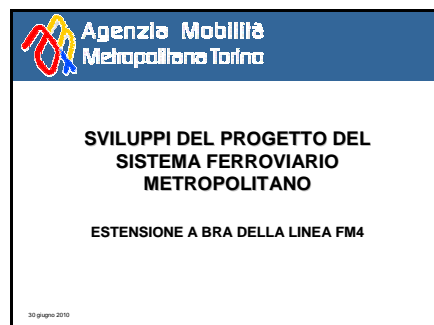 Agenzia Mobilità
Metropolitana Torino
SVILUPPI DEL PROGETTO DEL
SISTEMA FERROVIARIO
METROPOLITANO
ESTENSIONE A BRA DELLA LINEA FM4
30 giugno 2010